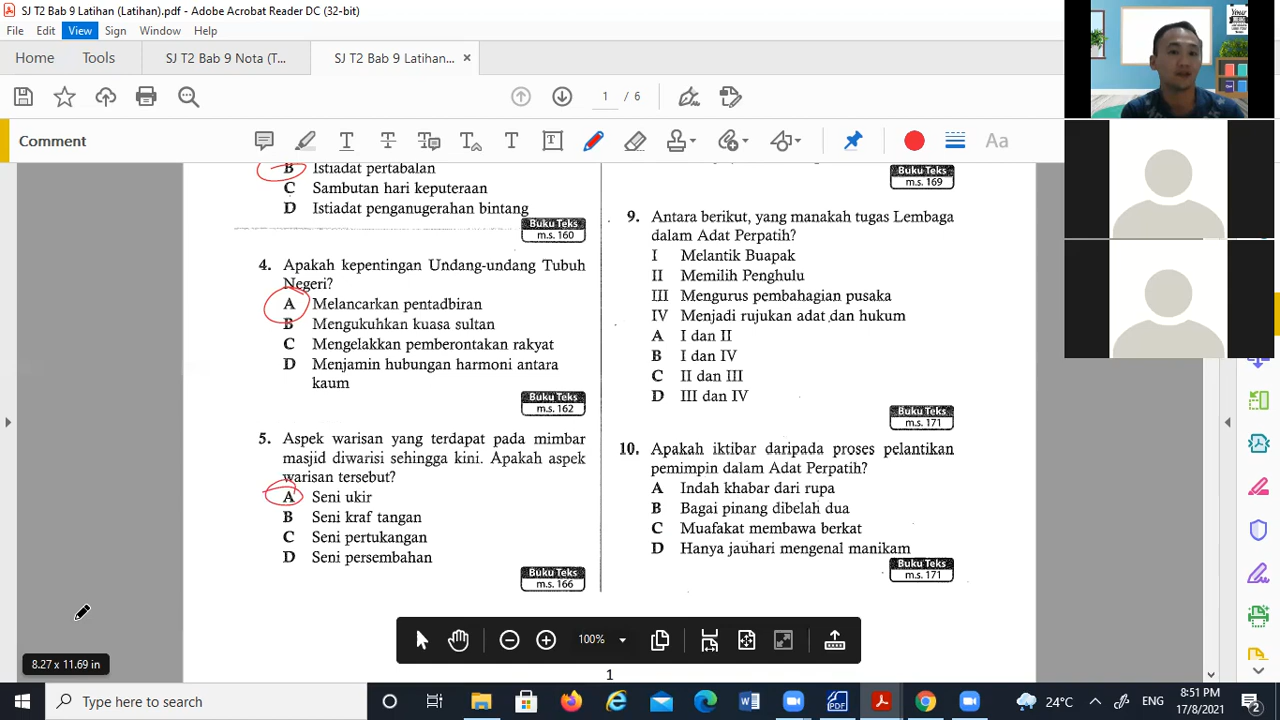 SJ T2 Bab 9 Latihan (Latihan).pdf - Adobe Acrobat Reader DC (32-bit)
File Edit View Sign Window Help
Home Tools SJ T2 Bab 9 Nota (T... SJ T2 Bab 9 Latihan... ×
1 / 6
Comment
B Istiadat pertabalan
C Sambutan hari keputeraan
D Istiadat penganugerahan bintang
Buku Teks
m.s. 160
4. Apakah kepentingan Undang-undang Tubuh
Negeri?
A Melancarkan pentadbiran
B Mengukuhkan kuasa sultan
C Mengelakkan pemberontakan rakyat
D Menjamin hubungan harmoni antara
kaum
Buku Teks
m.s. 162
5. Aspek warisan yang terdapat pada mimbar
masjid diwarisi sehingga kini. Apakah aspek
warisan tersebut?
A Seni ukir
B Seni kraf tangan
C Seni pertukangan
D Seni persembahan
Buku Teks
m.s. 166
Buku Teks
m.s. 169
9. Antara berikut, yang manakah tugas Lembaga
dalam Adat Perpatih?
I Melantik Buapak
II Memilih Penghulu
III Mengurus pembahagian pusaka
IV Menjadi rujukan adat dan hukum
A I dan II
B I dan IV
C II dan III
D III dan IV
Buku Teks
m.s. 171
10. Apakah iktibar daripada proses pelantikan
pemimpin dalam Adat Perpatih?
A Indah khabar dari rupa
B Bagai pinang dibelah dua
C Muafakat membawa berkat
D Hanya jauhari mengenal manikam
Buku Teks
m.s. 171
100%
8.27 x 11.69 in
1
Type here to search
24°C ENG
8:51 PM
17/8/2021
2